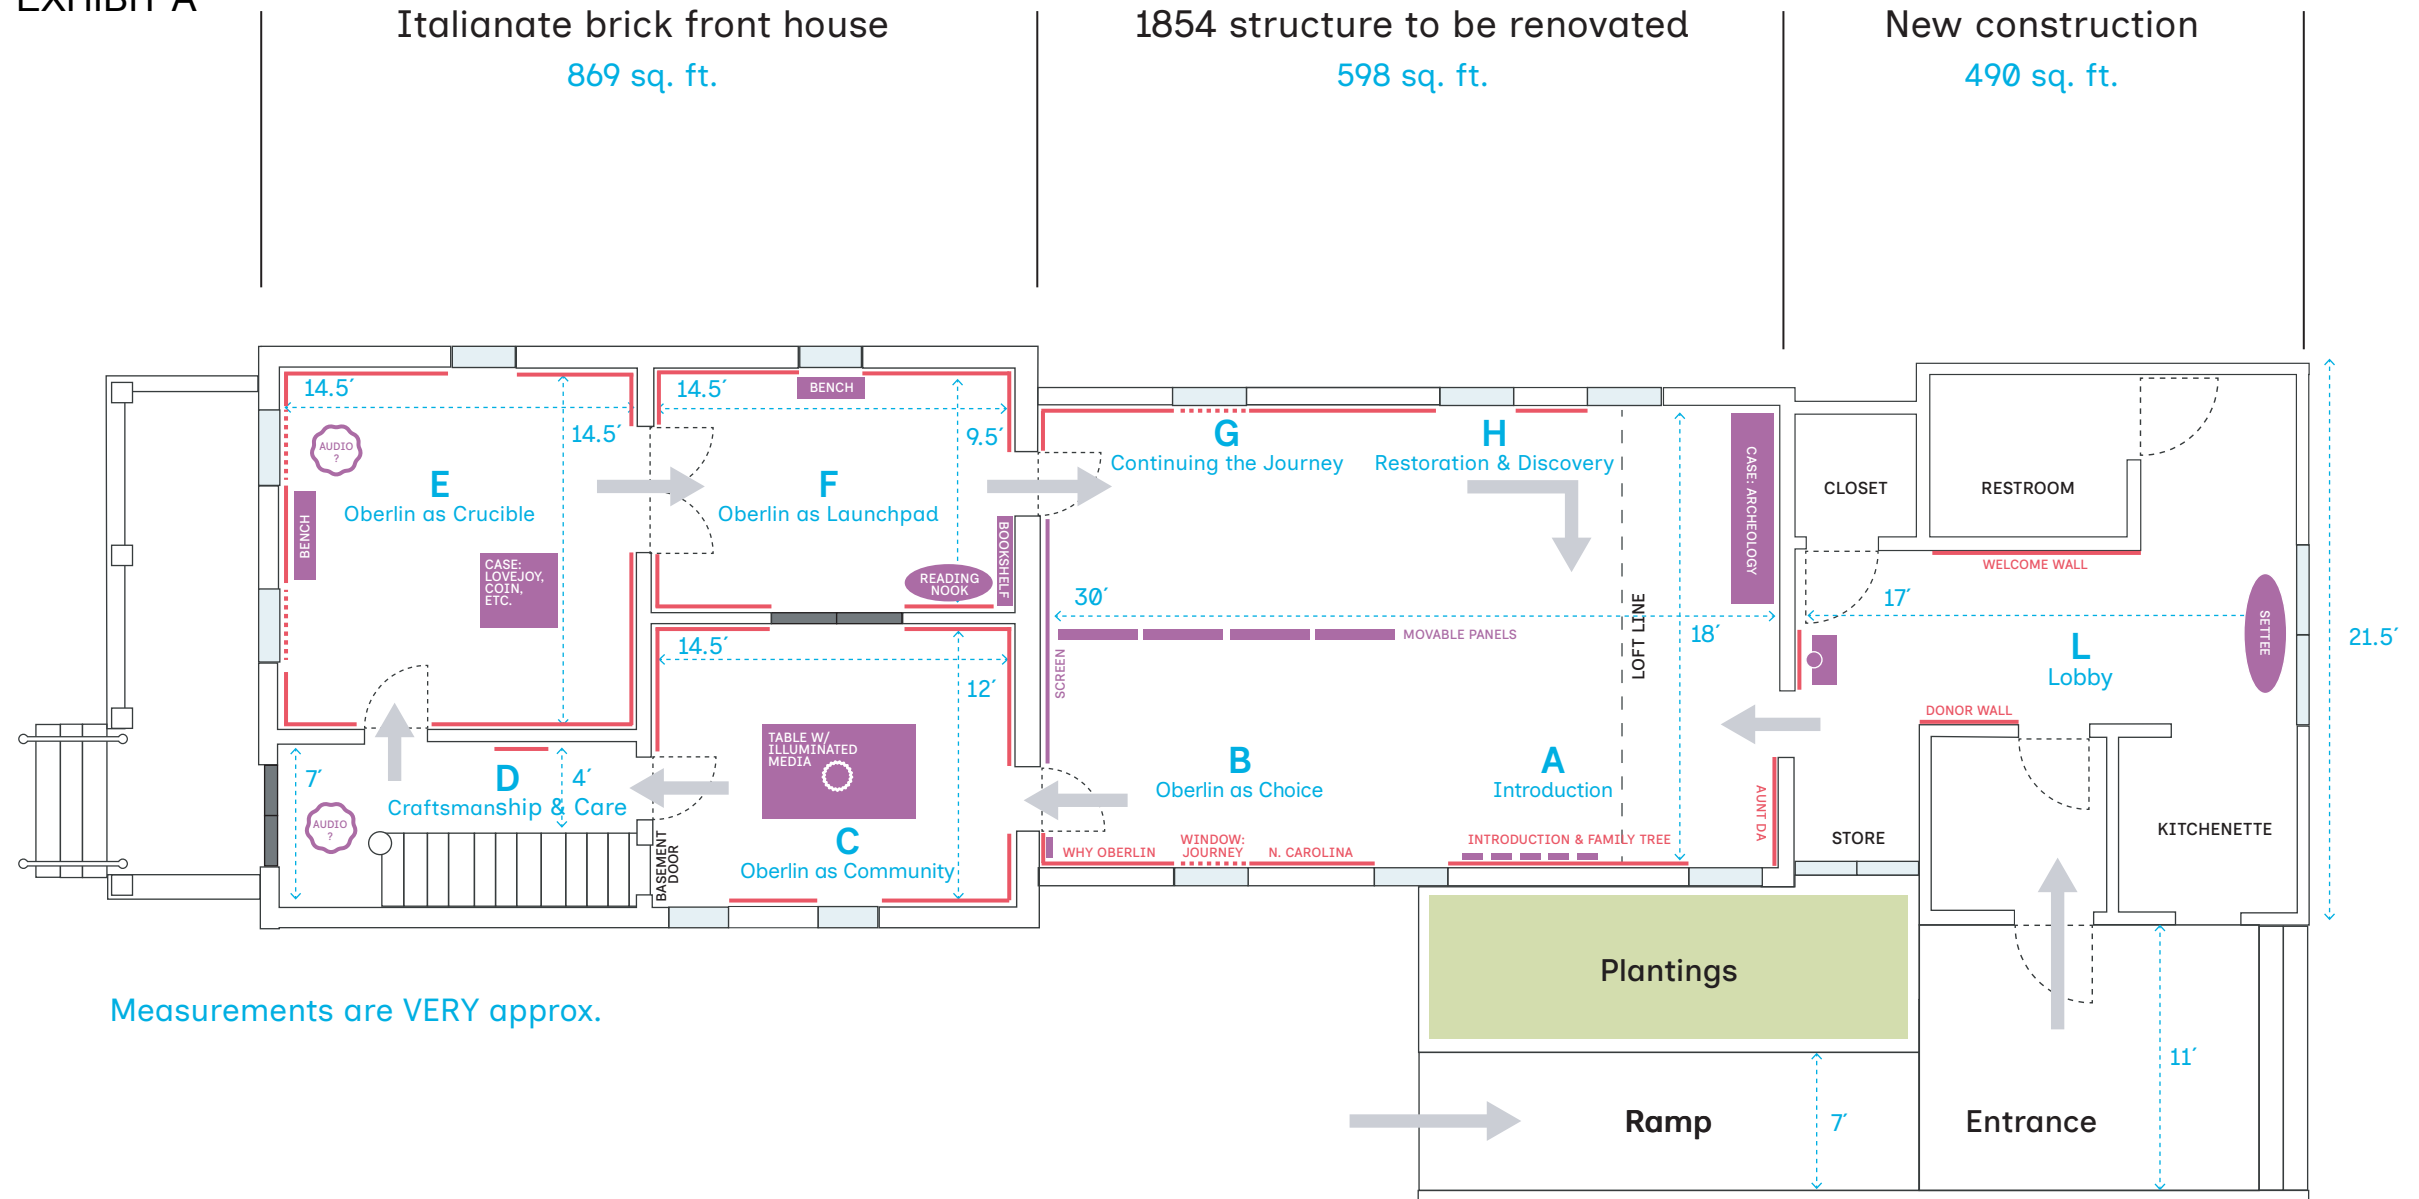 EXHIBIT A
Italianate brick front house
869 sq. ft.
1854 structure to be renovated
598 sq. ft.
New construction
490 sq. ft.
14.5′
14.5′
AUDIO
?
BENCH
E
Oberlin as Crucible
CASE:
LOVEJOY,
COIN,
ETC.
14.5′
BENCH
9.5′
F
Oberlin as Launchpad
READING
NOOK
BOOKSHELF
G
Continuing the Journey
H
Restoration & Discovery
CASE: ARCHEOLOGY
30′
MOVABLE PANELS
SCREEN
LOFT LINE
18′
CLOSET
RESTROOM
WELCOME WALL
17′
SETTEE
L
Lobby
21.5′
DONOR WALL
STORE
KITCHENETTE
14.5′
12′
TABLE W/
ILLUMINATED
MEDIA
C
Oberlin as Community
7′
D
4′
Craftsmanship & Care
AUDIO
?
BASEMENT
DOOR
B
Oberlin as Choice
A
Introduction
WHY OBERLIN
WINDOW:
JOURNEY
N. CAROLINA
INTRODUCTION & FAMILY TREE
AUNT DA
Plantings
Measurements are VERY approx.
Ramp
7′
Entrance
11′